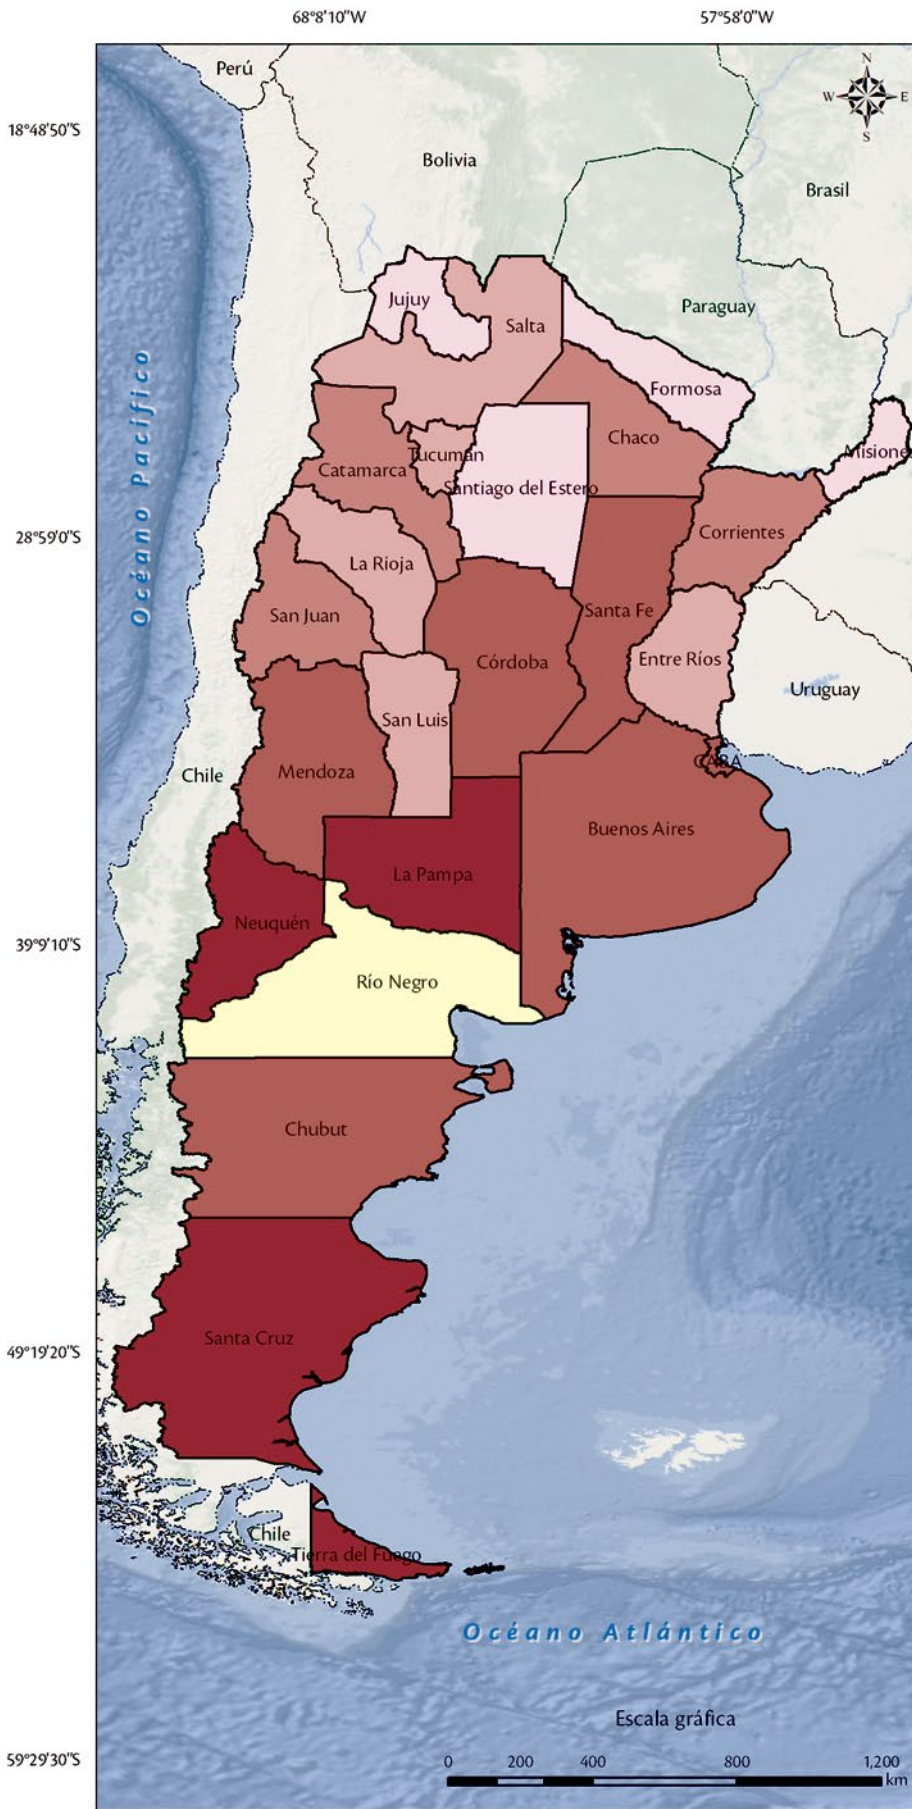 68°8'10"W
57°58'0"W
Perú
N
W
E
S
18°48'50"S
Bolivia
Brasil
Jujuy
Paraguay
Salta
Océano Pacífico
Formosa
Chaco
Tucumán
Misiones
Catamarca
Santiago del Estero
28°59'0"S
Corrientes
La Rioja
San Juan
Santa Fe
Córdoba
Entre Ríos
Uruguay
San Luis
Chile
Mendoza
CABA
Buenos Aires
La Pampa
Neuquén
39°9'10"S
Río Negro
Chubut
Santa Cruz
49°19'20"S
Chile
Tierra del Fuego
Océano Atlántico
Escala gráfica
59°29'30"S
0 200 400 800 1,200
km